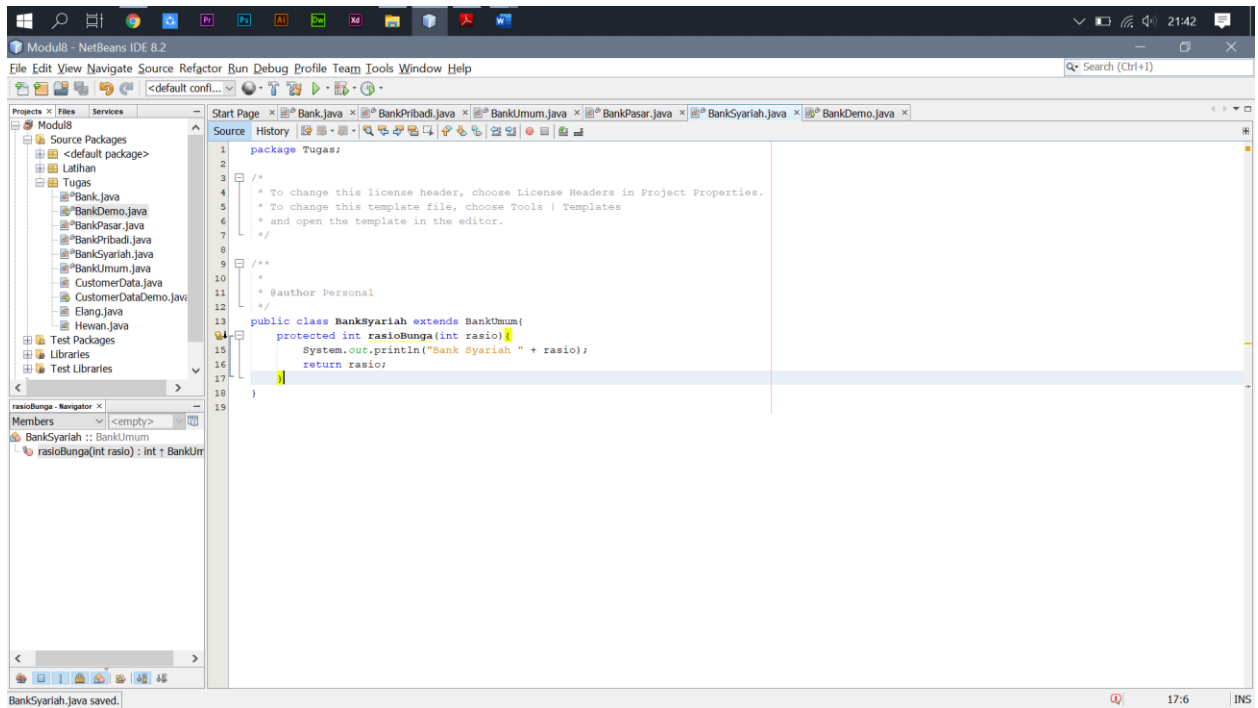 Pr Ps Ai Dw Xd
21:42
Modul8 - NetBeans IDE 8.2
File Edit View Navigate Source Refactor Run Debug Profile Team Tools Window Help
Search (Ctrl+I)
<default confi...
Projects Files Services
Start Page Bank.java BankPribadi.java BankUmum.java BankPasar.java BankSyariah.java BankDemo.java
Modul8
Source Packages
<default package>
Latihan
Tugas
Bank.java
BankDemo.java
BankPasar.java
BankPribadi.java
BankSyariah.java
BankUmum.java
CustomerData.java
CustomerDataDemo.java
Elang.java
Hewan.java
Test Packages
Libraries
Test Libraries
rasioBunga - Navigator
Members <empty>
BankSyariah :: BankUmum
rasioBunga(int rasio) : int ↑ BankUm
Source History
1 package Tugas;
2
3 /*
4 * To change this license header, choose License Headers in Project Properties.
5 * To change this template file, choose Tools | Templates
6 * and open the template in the editor.
7 */
8
9 /**
10 *
11 * @author Personal
12 */
13 public class BankSyariah extends BankUmum{
protected int rasioBunga(int rasio){
15 System.out.println("Bank Syariah " + rasio);
16 return rasio;
17 }
18 }
19
BankSyariah.java saved.
17:6 INS